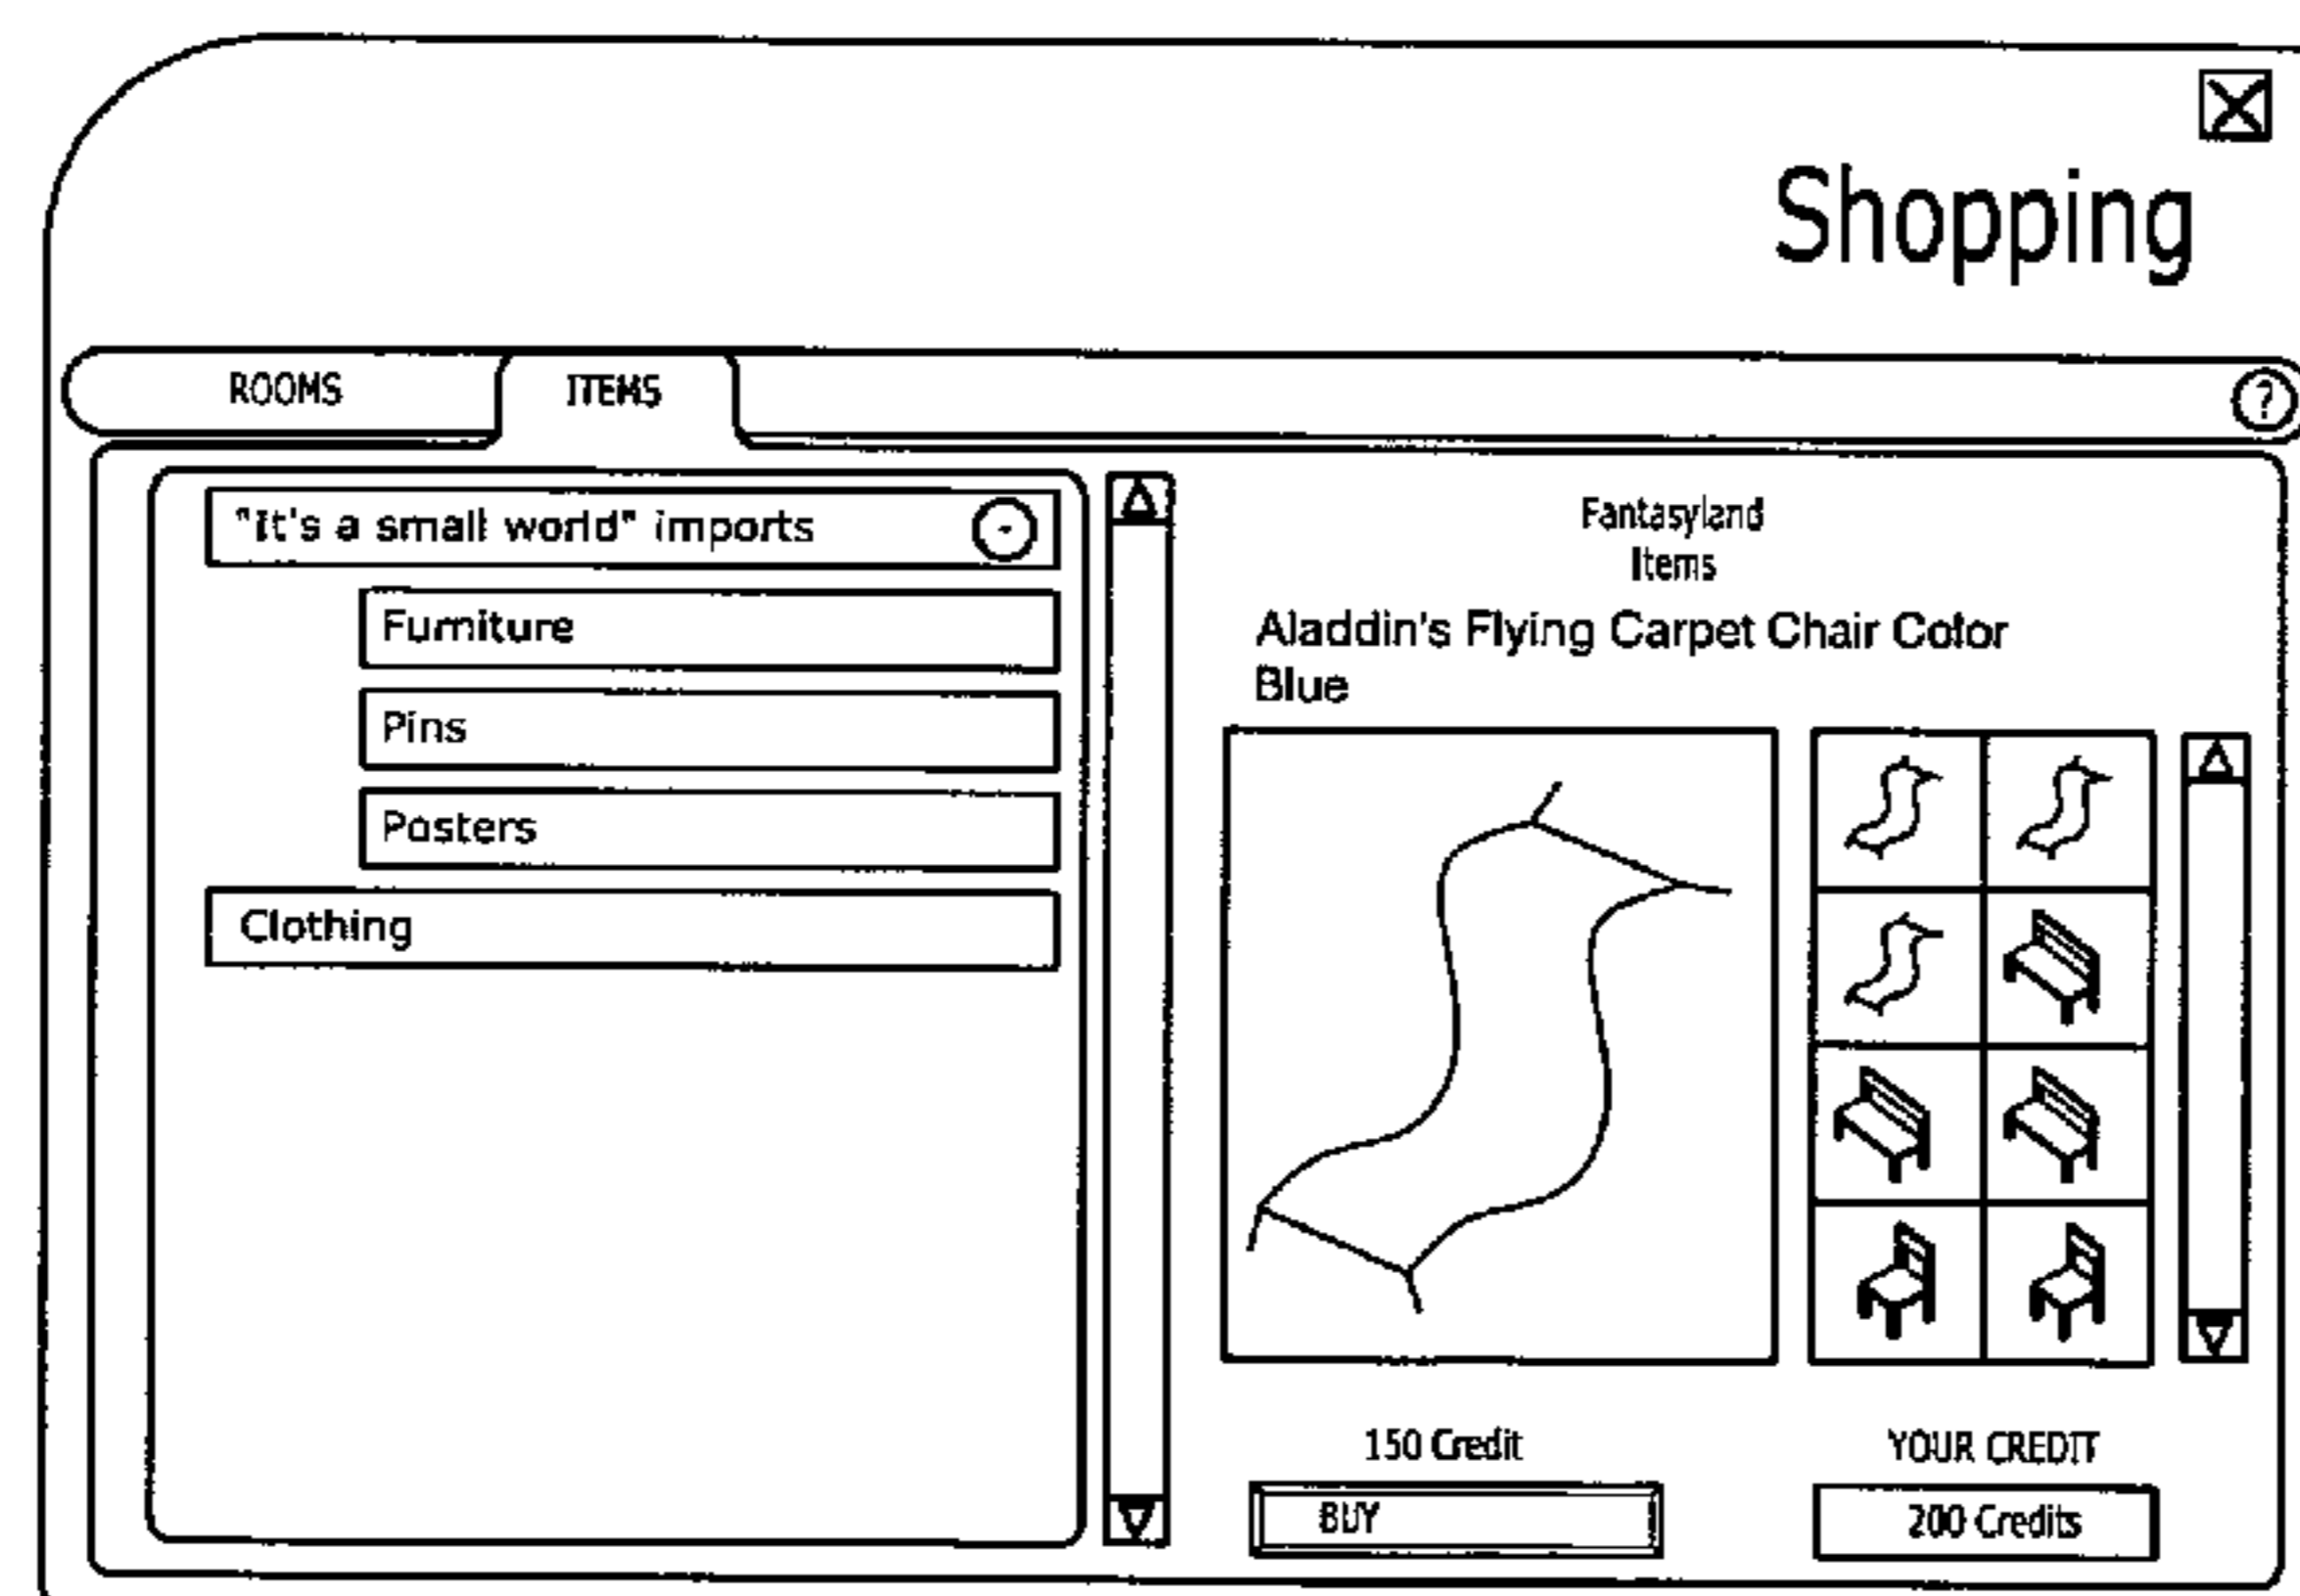 Shopping
ROOMS
ITEMS
?
"It's a small world" imports
-
Furniture
Pins
Posters
Clothing
Fantasyland
Items
Aladdin's Flying Carpet Chair Color
Blue
150 Credit
YOUR CREDIT
BUY
200 Credits